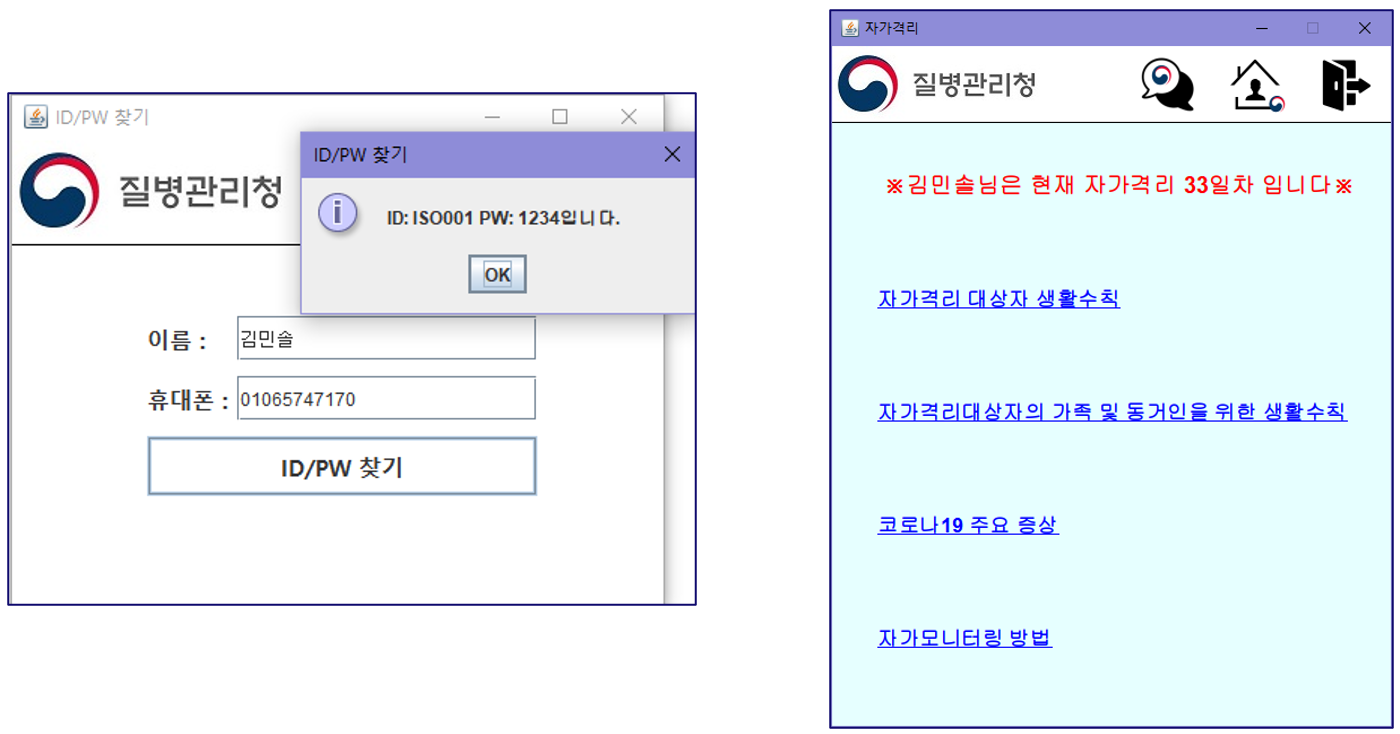 ID/PW 찾기
질병관리청
ID/PW 찾기
ID: ISO001 PW: 1234입니다.
OK
이름 :
김민솔
휴대폰 :
01065747170
ID/PW 찾기
자가격리
질병관리청
※김민솔님은 현재 자가격리 33일차 입니다※
자가격리 대상자 생활수칙
자가격리대상자의 가족 및 동거인을 위한 생활수칙
코로나19 주요 증상
자가모니터링 방법